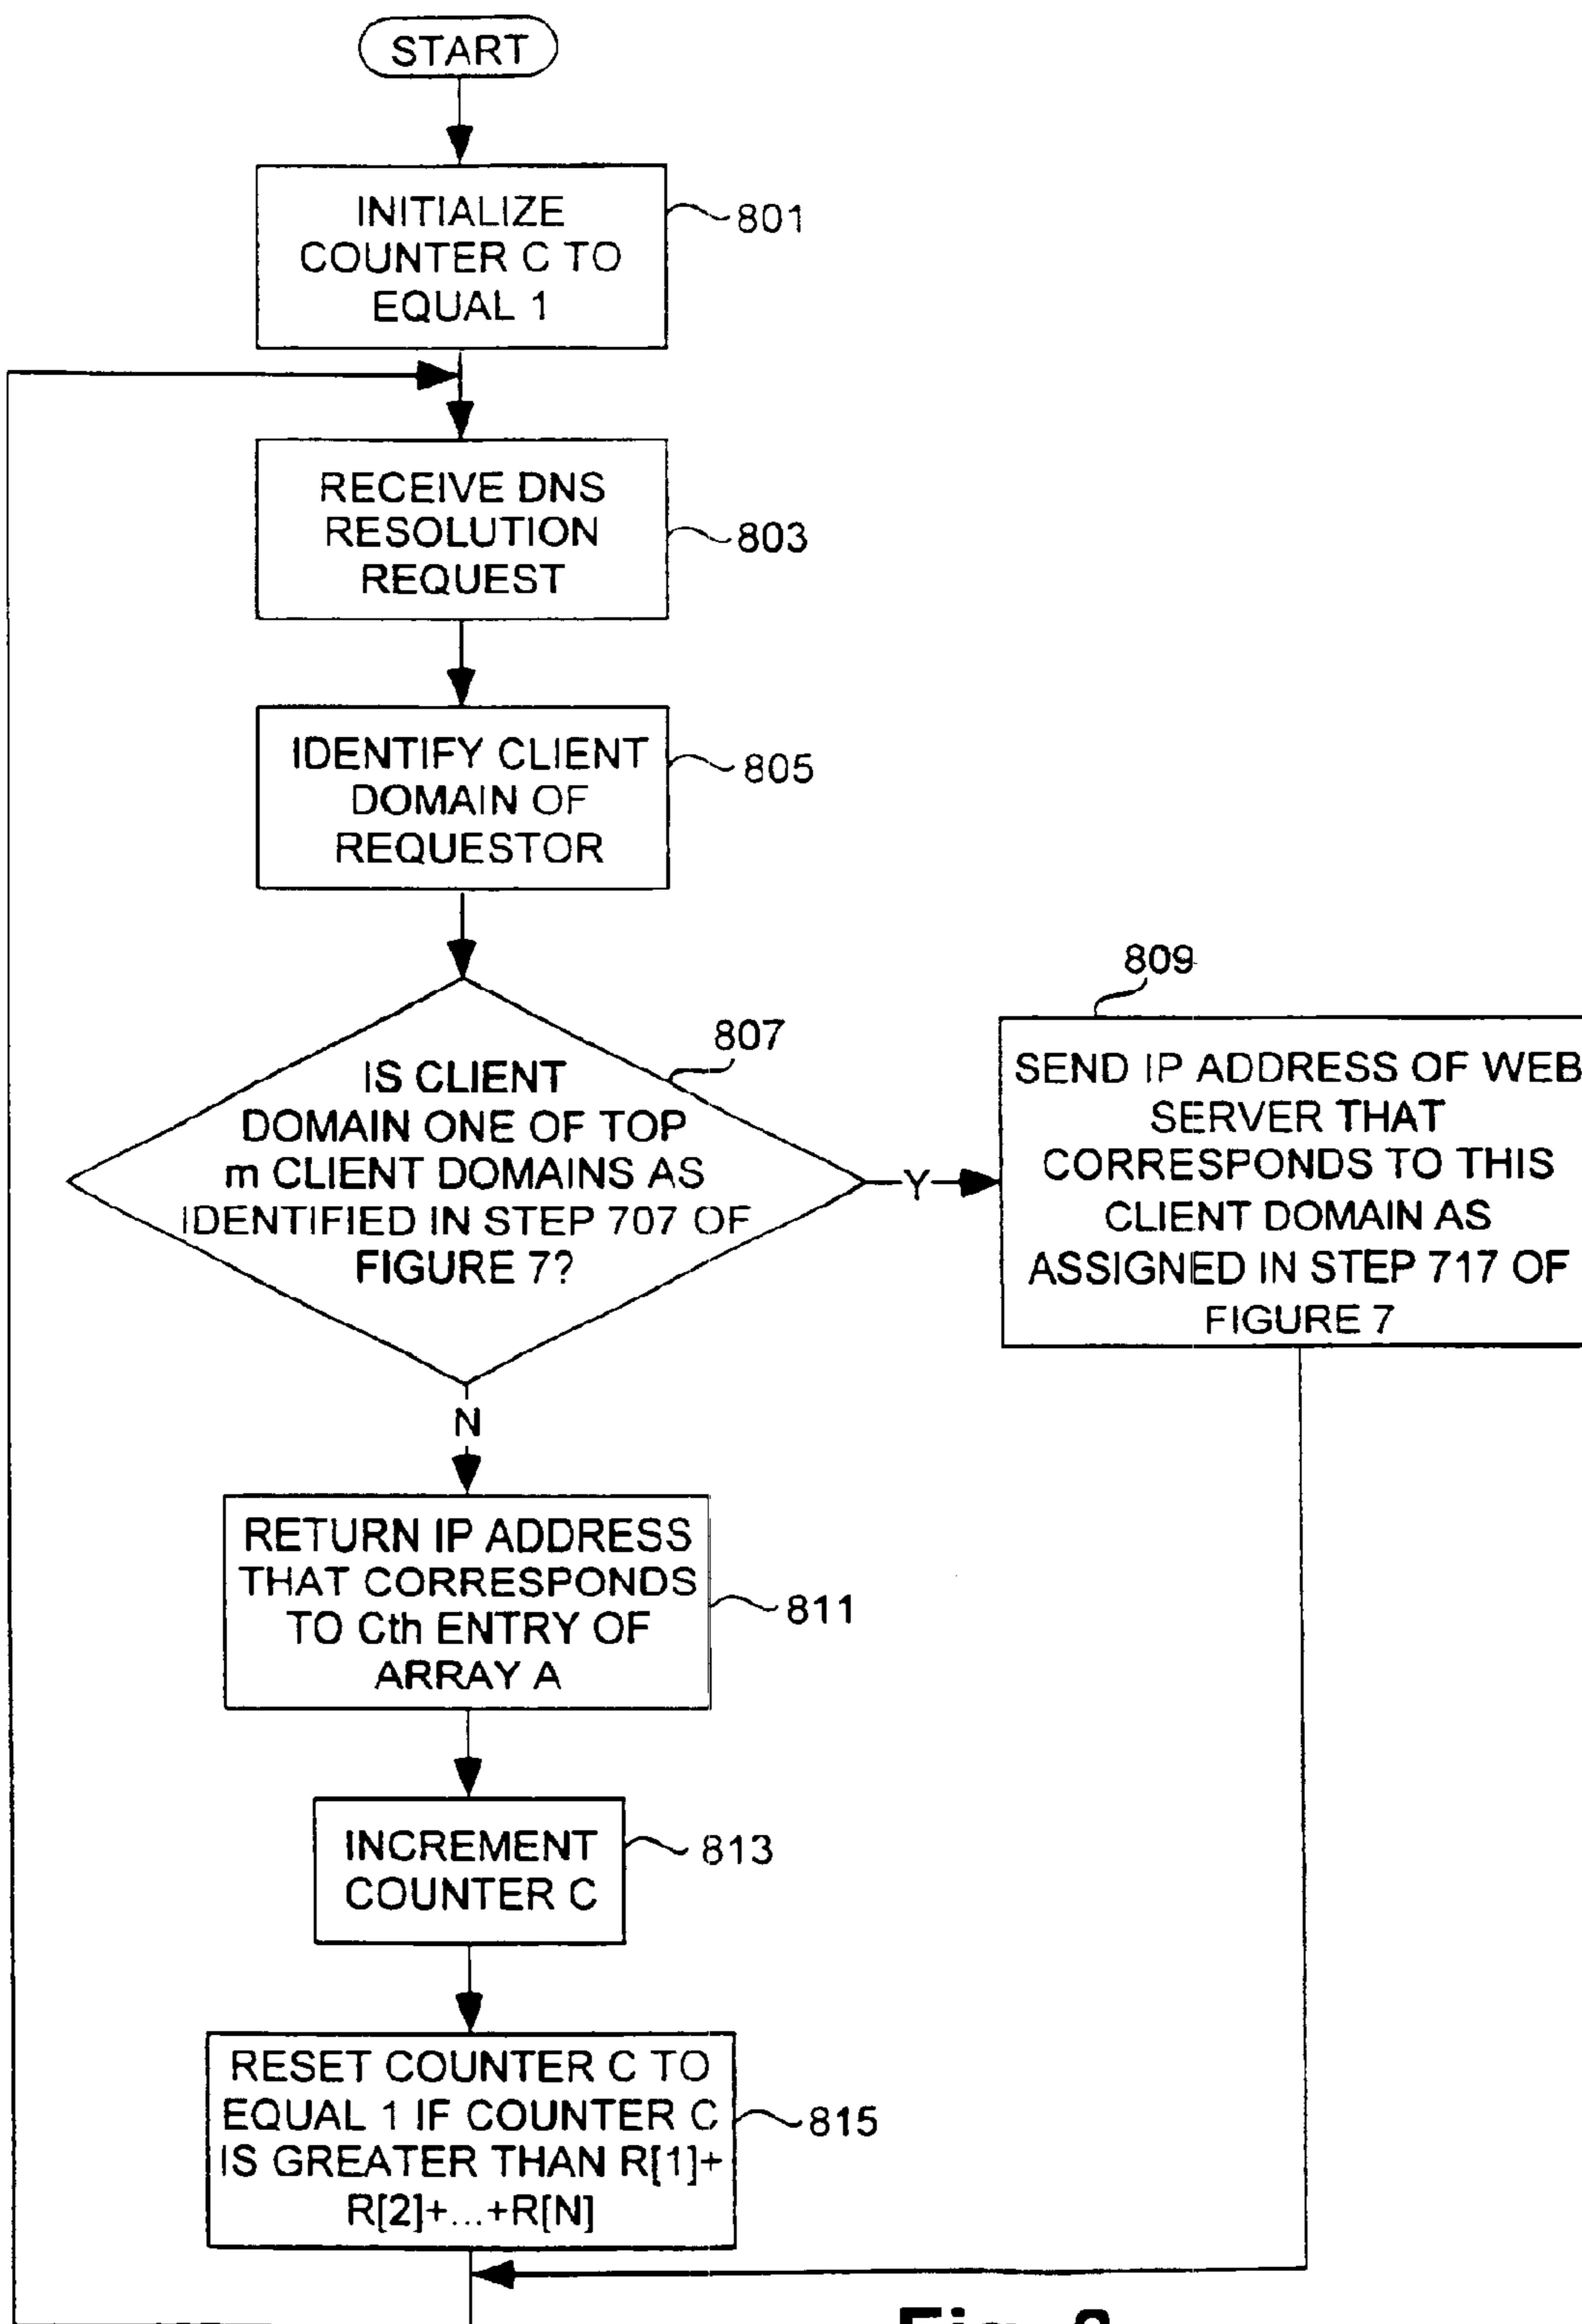 START
INITIALIZE
COUNTER C TO
EQUAL 1
801
RECEIVE DNS
RESOLUTION
REQUEST
803
IDENTIFY CLIENT
DOMAIN OF
REQUESTOR
805
807
IS CLIENT
DOMAIN ONE OF TOP
m CLIENT DOMAINS AS
IDENTIFIED IN STEP 707 OF
FIGURE 7?
Y
809
SEND IP ADDRESS OF WEB
SERVER THAT
CORRESPONDS TO THIS
CLIENT DOMAIN AS
ASSIGNED IN STEP 717 OF
FIGURE 7
N
RETURN IP ADDRESS
THAT CORRESPONDS
TO Cth ENTRY OF
ARRAY A
811
INCREMENT
COUNTER C
813
RESET COUNTER C TO
EQUAL 1 IF COUNTER C
IS GREATER THAN R[1]+
R[2]+...+R[N]
815